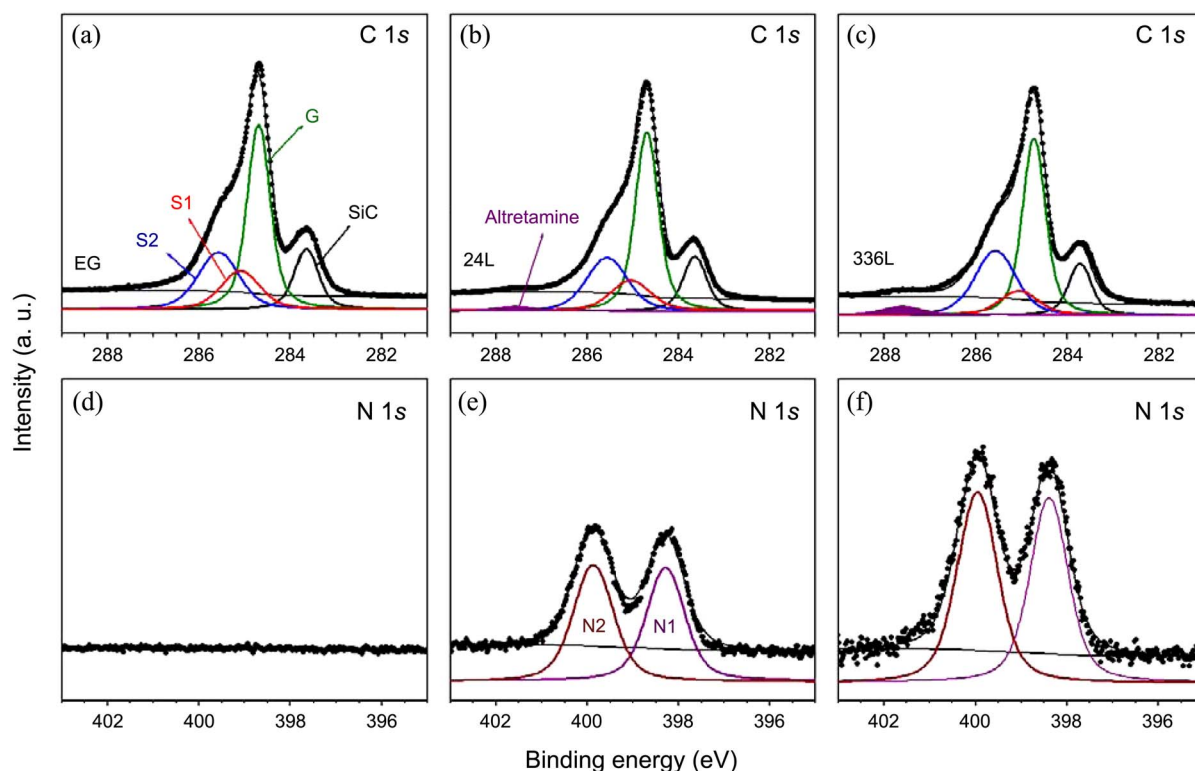 (a) C 1s
G
S1
S2
SiC
EG
288 286 284 282
(b) C 1s
Altretamine
24L
288 286 284 282
(c) C 1s
336L
288 286 284 282
Intensity (a. u.)
(d) N 1s
402 400 398 396
(e) N 1s
N2 N1
402 400 398 396
(f) N 1s
402 400 398 396
Binding energy (eV)